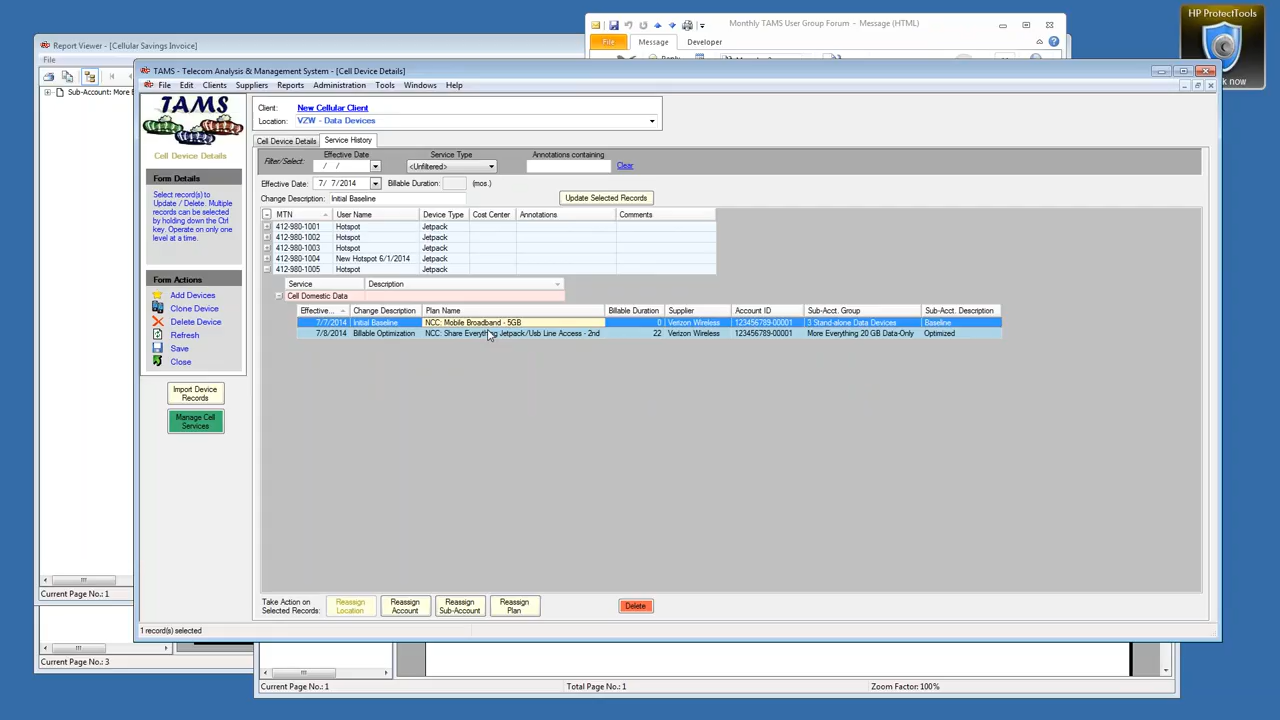 HP ProtectTools
Monthly TAMS User Group Forum - Message (HTML)
File Message Developer
Report Viewer - [Cellular Savings Invoice]
File
TAMS - Telecom Analysis & Management System - [Cell Device Details]
k now
File Edit Clients Suppliers Reports Administration Tools Windows Help
Sub-Account: More E
TAMS
Client: New Cellular Client
Location: VZW - Data Devices
Cell Device Details Service History
Cell Device Details
Filter/Select: Effective Date Service Type Annotations containing
/ / <Unfiltered> Clear
Form Details
Effective Date: 7/ 7/2014 Billable Duration: (mos.)
Select record(s) to
Update / Delete. Multiple
records can be selected
by holding down the Ctrl
key. Operate on only one
level at a time.
Change Description: Initial Baseline Update Selected Records
MTN User Name Device Type Cost Center Annotations Comments
412-980-1001 Hotspot Jetpack
412-980-1002 Hotspot Jetpack
412-980-1003 Hotspot Jetpack
412-980-1004 New Hotspot 6/1/2014 Jetpack
412-980-1005 Hotspot Jetpack
Service Description
Cell Domestic Data
Effective... Change Description Plan Name Billable Duration Supplier Account ID Sub-Acct. Group Sub-Acct. Description
7/7/2014 Initial Baseline NCC: Mobile Broadband - 5GB 0 Verizon Wireless 123456789-00001 3 Stand-alone Data Devices Baseline
7/8/2014 Billable Optimization NCC: Share Everything Jetpack/Usb Line Access - 2nd 22 Verizon Wireless 123456789-00001 More Everything 20 GB Data-Only Optimized
Form Actions
Add Devices
Clone Device
Delete Device
Refresh
Save
Close
Import Device
Records
Manage Cell
Services
Take Action on
Selected Records:
Reassign
Location
Reassign
Account
Reassign
Sub-Account
Reassign
Plan
Delete
1 record(s) selected
Current Page No.: 1
Current Page No.: 3
Current Page No.: 1 Total Page No.: 1 Zoom Factor: 100%